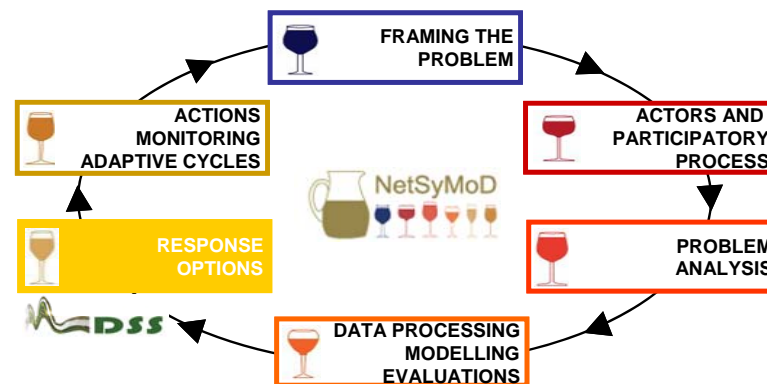 FRAMING THE
PROBLEM
ACTORS AND
PARTICIPATORY
PROCESS
PROBLEM
ANALYSIS
DATA PROCESSING
MODELLING
EVALUATIONS
RESPONSE
OPTIONS
DSS
ACTIONS
MONITORING
ADAPTIVE CYCLES
NetSyMoD